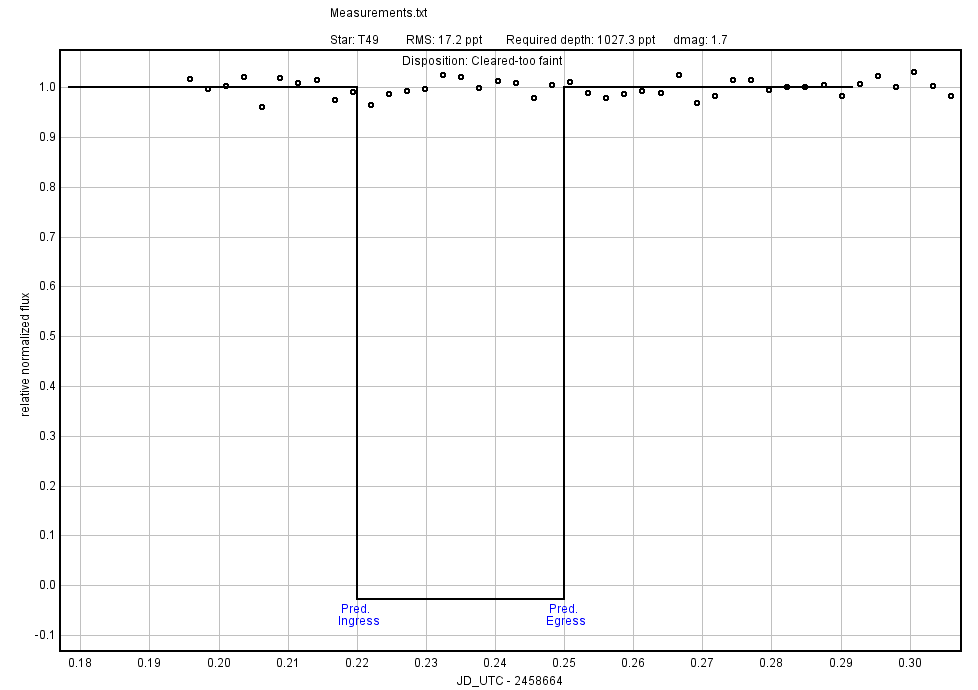 Measurements.txt
Star: T49 RMS: 17.2 ppt Required depth: 1027.3 ppt dmag: 1.7
Disposition: Cleared-too faint
1.0
0.9
0.8
0.7
0.6
0.5
0.4
0.3
0.2
0.1
0.0
-0.1
relative normalized flux
Pred.
Ingress
Pred.
Egress
0.18 0.19 0.20 0.21 0.22 0.23 0.24 0.25 0.26 0.27 0.28 0.29 0.30
JD_UTC - 2458664